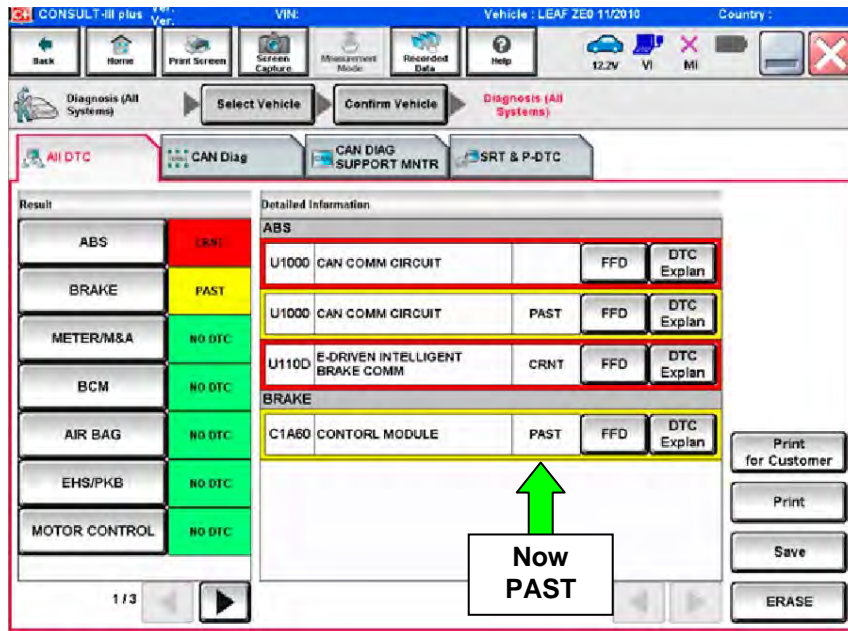 CONSULT-III plus Ver. VIN: Vehicle : LEAF ZE0 11/2010 Country :
Ver.
Back Home Print Screen Screen Capture Measurement Mode Recorded Data Help 12.2V VI MI
Diagnosis (All Systems) Select Vehicle Confirm Vehicle Diagnosis (All Systems)
All DTC CAN Diag CAN DIAG SUPPORT MNTR SRT & P-DTC
Result Detailed Information
ABS CRNT
BRAKE PAST
METER/M&A NO DTC
BCM NO DTC
AIR BAG NO DTC
EHS/PKB NO DTC
MOTOR CONTROL NO DTC
1/3
ABS
U1000 CAN COMM CIRCUIT FFD DTC Explan
U1000 CAN COMM CIRCUIT PAST FFD DTC Explan
U110D E-DRIVEN INTELLIGENT BRAKE COMM CRNT FFD DTC Explan
BRAKE
C1A60 CONTORL MODULE PAST FFD DTC Explan
Now
PAST
Print
for Customer
Print
Save
ERASE